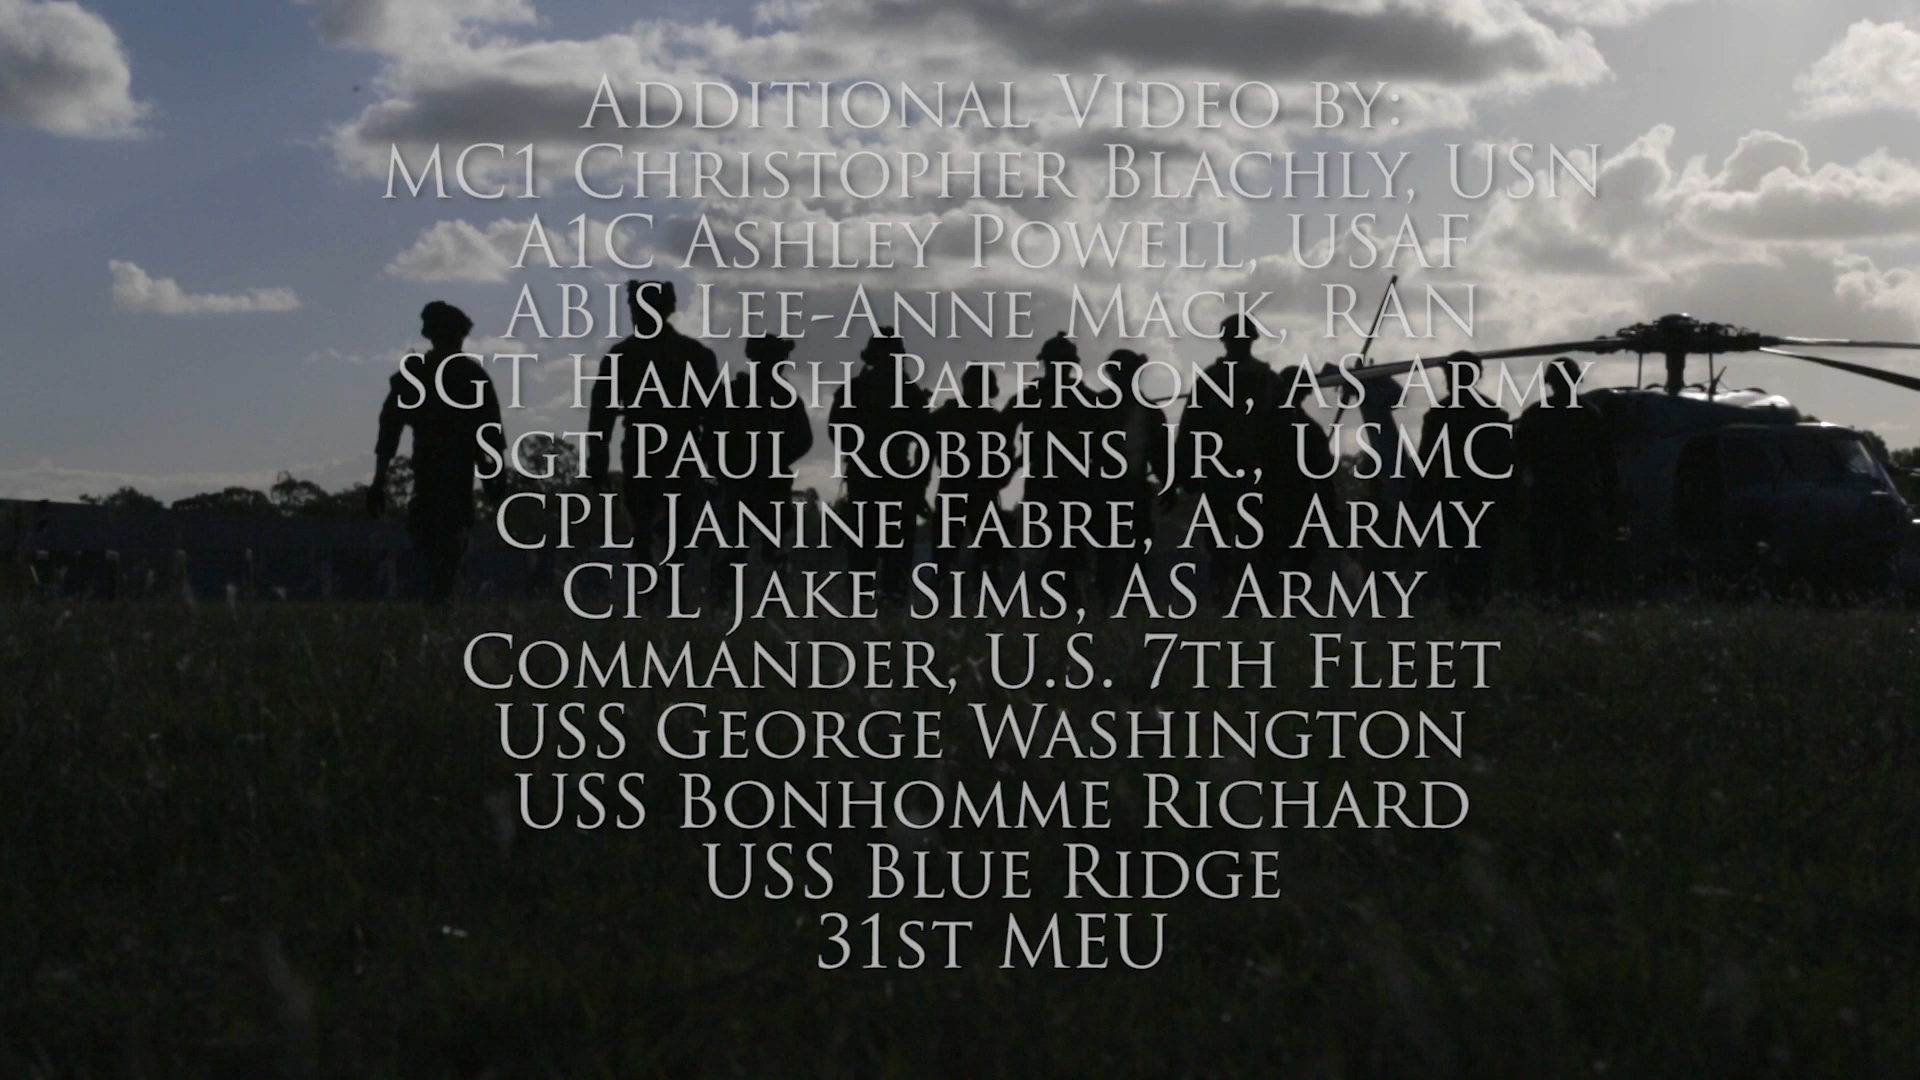 Additional Video by:
MC1 Christopher Blachly, USN
A1C Ashley Powell, USAF
ABIS Lee-Anne Mack, RAN
SGT Hamish Paterson, AS Army
Sgt Paul Robbins Jr., USMC
CPL Janine Fabre, AS Army
CPL Jake Sims, AS Army
Commander, U.S. 7th Fleet
USS George Washington
USS Bonhomme Richard
USS Blue Ridge
31st MEU